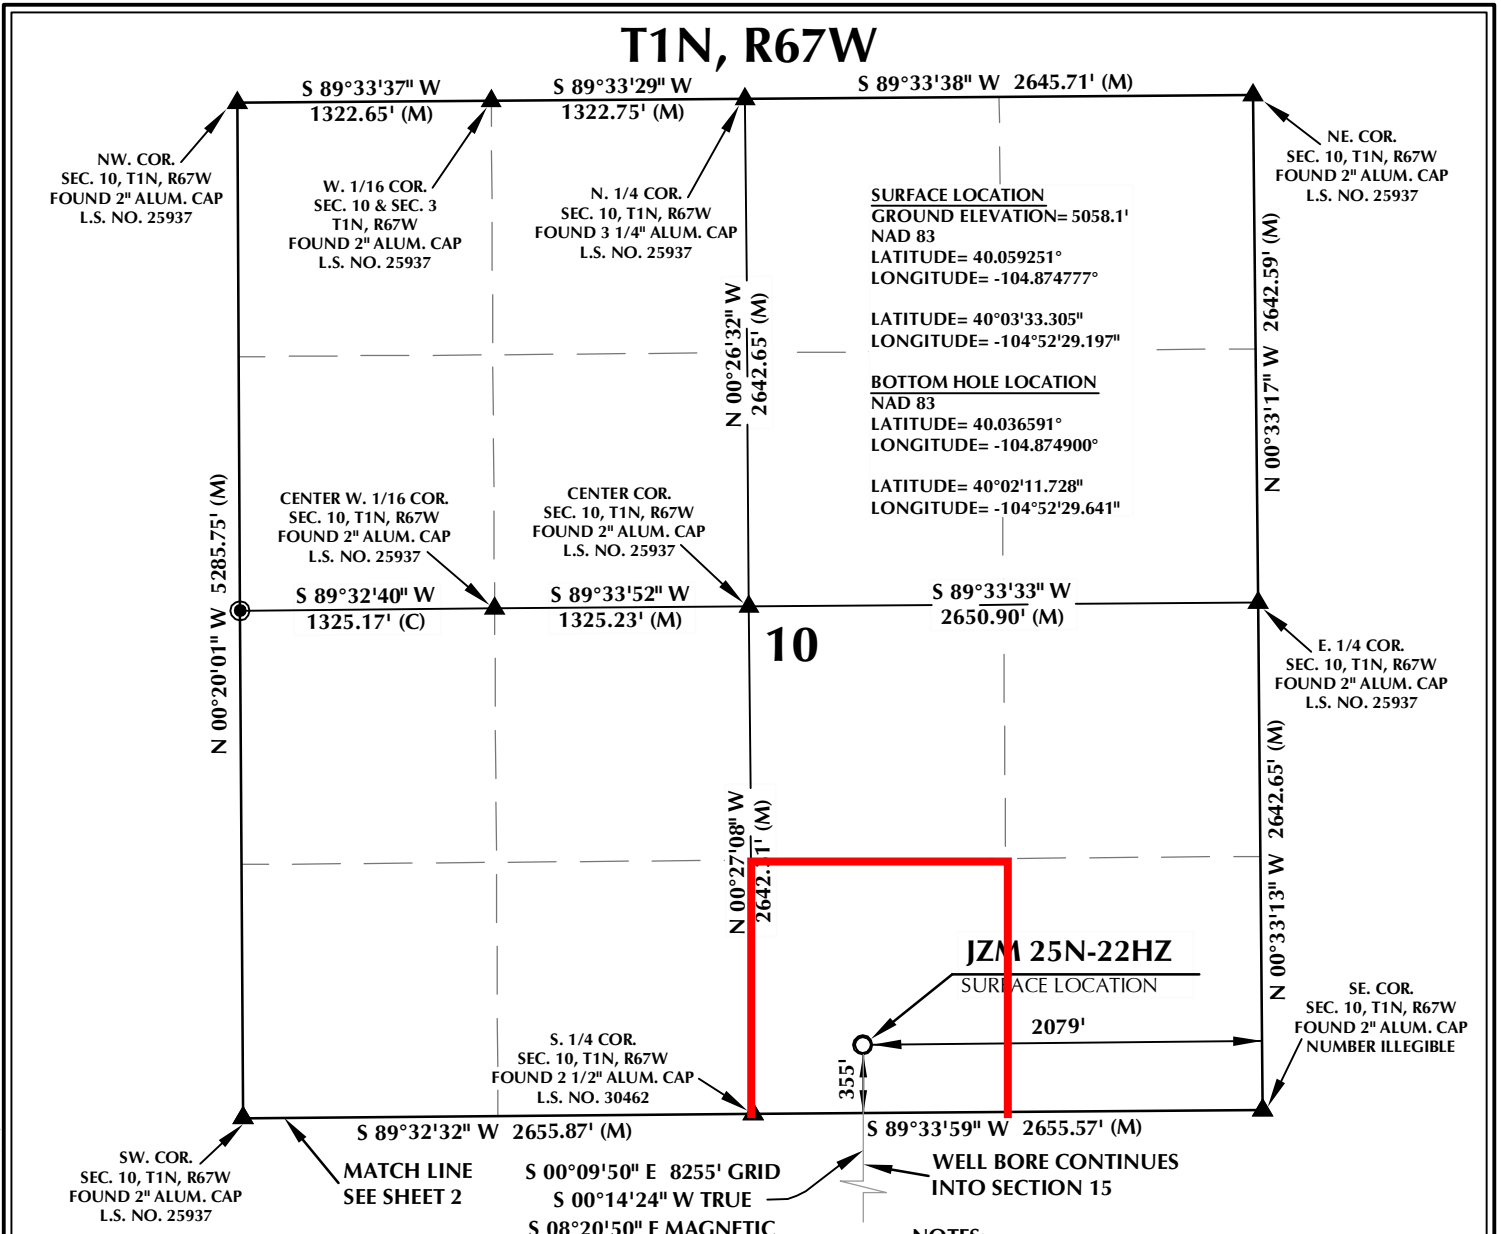 T1N, R67W
S 89°33'37" W
1322.65' (M)
S 89°33'29" W
1322.75' (M)
S 89°33'38" W 2645.71' (M)
NW. COR.
SEC. 10, T1N, R67W
FOUND 2" ALUM. CAP
L.S. NO. 25937
W. 1/16 COR.
SEC. 10 & SEC. 3
T1N, R67W
FOUND 2" ALUM. CAP
L.S. NO. 25937
N. 1/4 COR.
SEC. 10, T1N, R67W
FOUND 3 1/4" ALUM. CAP
L.S. NO. 25937
NE. COR.
SEC. 10, T1N, R67W
FOUND 2" ALUM. CAP
L.S. NO. 25937
SURFACE LOCATION
GROUND ELEVATION= 5058.1'
NAD 83
LATITUDE= 40.059251°
LONGITUDE= -104.874777°
LATITUDE= 40°03'33.305"
LONGITUDE= -104°52'29.197"
BOTTOM HOLE LOCATION
NAD 83
LATITUDE= 40.036591°
LONGITUDE= -104.874900°
LATITUDE= 40°02'11.728"
LONGITUDE= -104°52'29.641"
N 00°26'32" W
2642.65' (M)
N 00°33'17" W 2642.59' (M)
N 00°20'01" W 5285.75' (M)
CENTER W. 1/16 COR.
SEC. 10, T1N, R67W
FOUND 2" ALUM. CAP
L.S. NO. 25937
CENTER COR.
SEC. 10, T1N, R67W
FOUND 2" ALUM. CAP
L.S. NO. 25937
S 89°32'40" W
1325.17' (C)
S 89°33'52" W
1325.23' (M)
S 89°33'33" W
2650.90' (M)
10
E. 1/4 COR.
SEC. 10, T1N, R67W
FOUND 2" ALUM. CAP
L.S. NO. 25937
N 00°27'08" W
(M)
N 00°33'13" W 2642.65' (M)
JZM 25N-22HZ
SURFACE LOCATION
2079'
355'
SE. COR.
SEC. 10, T1N, R67W
FOUND 2" ALUM. CAP
NUMBER ILLEGIBLE
S. 1/4 COR.
SEC. 10, T1N, R67W
FOUND 2 1/2" ALUM. CAP
L.S. NO. 30462
S 89°32'32" W 2655.87' (M)
S 89°33'59" W 2655.57' (M)
SW. COR.
SEC. 10, T1N, R67W
FOUND 2" ALUM. CAP
L.S. NO. 25937
MATCH LINE
SEE SHEET 2
S 00°09'50" E 8255' GRID
S 00°14'24" W TRUE
S 08°20'50" E MAGNETIC
WELL BORE CONTINUES
INTO SECTION 15
NOTES: